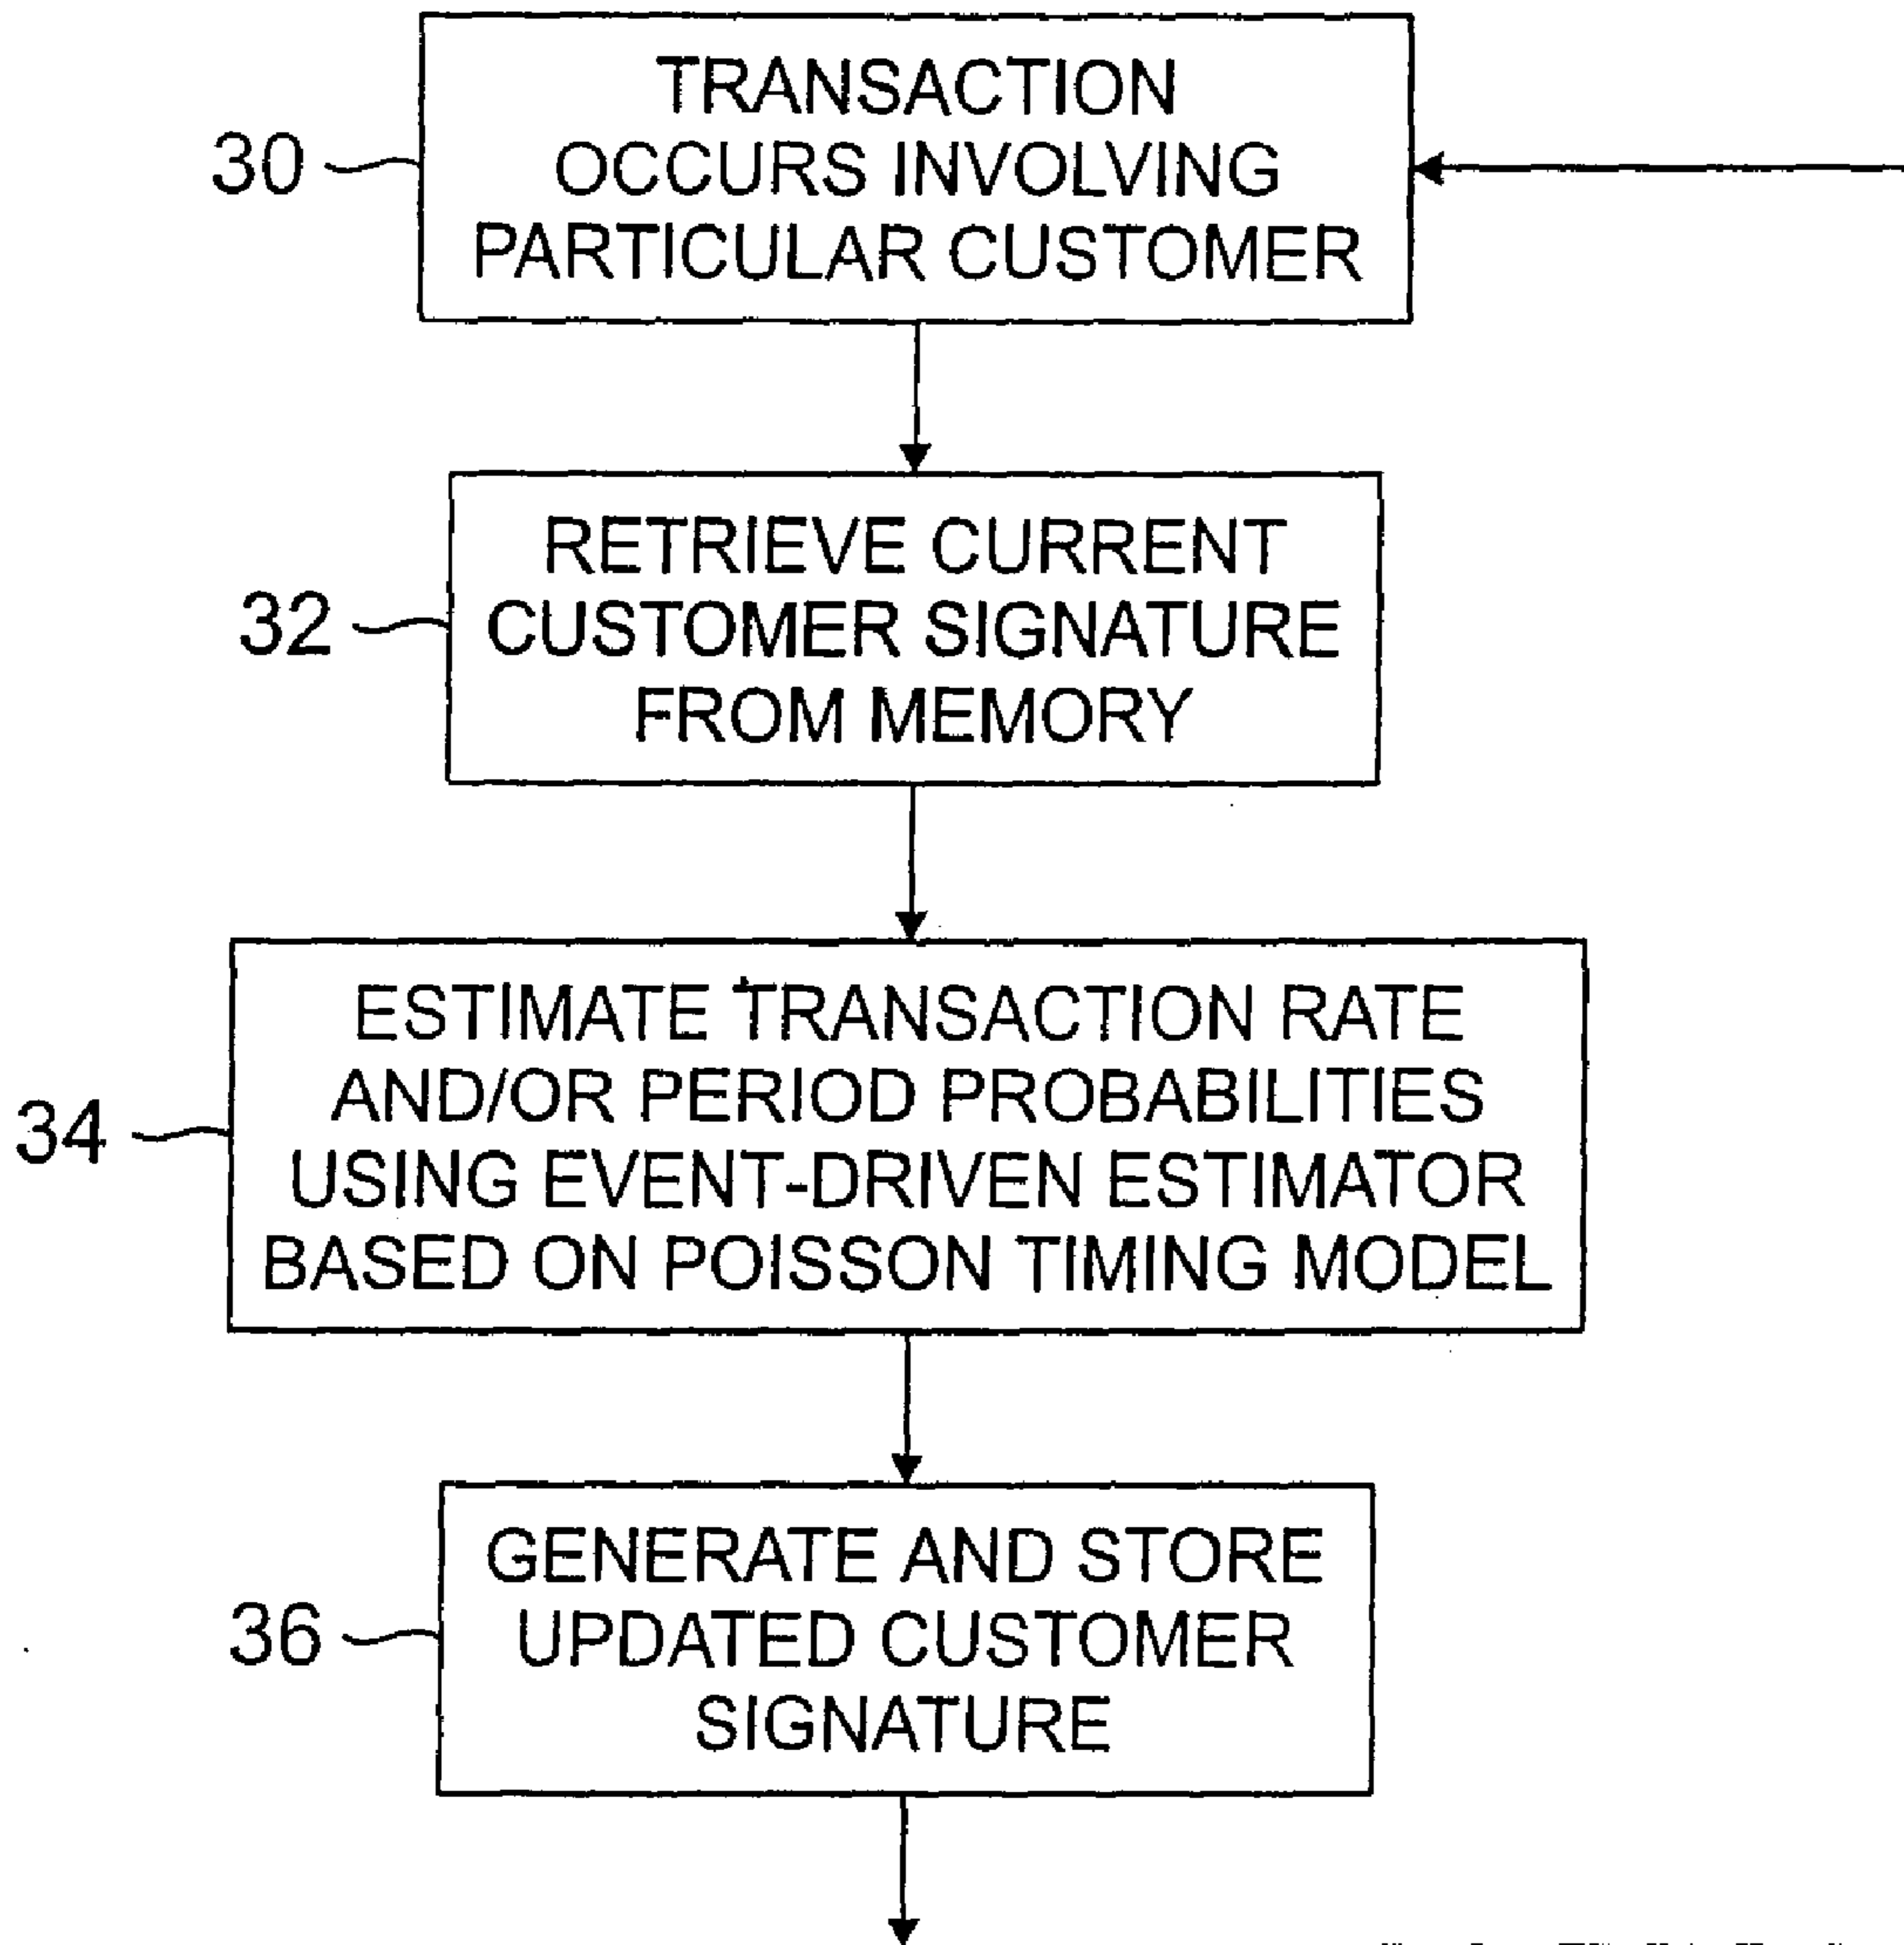 30
TRANSACTION
OCCURS INVOLVING
PARTICULAR CUSTOMER
32
RETRIEVE CURRENT
CUSTOMER SIGNATURE
FROM MEMORY
34
ESTIMATE TRANSACTION RATE
AND/OR PERIOD PROBABILITIES
USING EVENT-DRIVEN ESTIMATOR
BASED ON POISSON TIMING MODEL
36
GENERATE AND STORE
UPDATED CUSTOMER
SIGNATURE